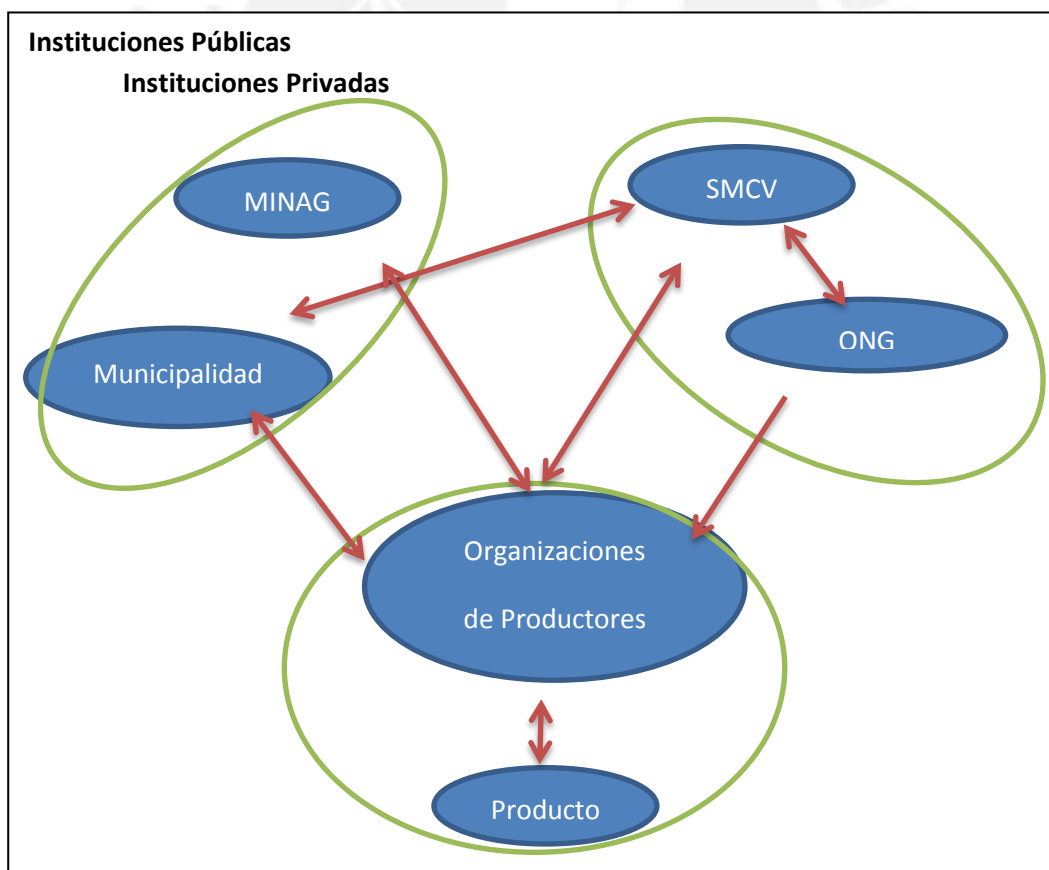 Instituciones Públicas
Instituciones Privadas
MINAG
SMCV
ONG
Municipalidad
Organizaciones
de Productores
Producto